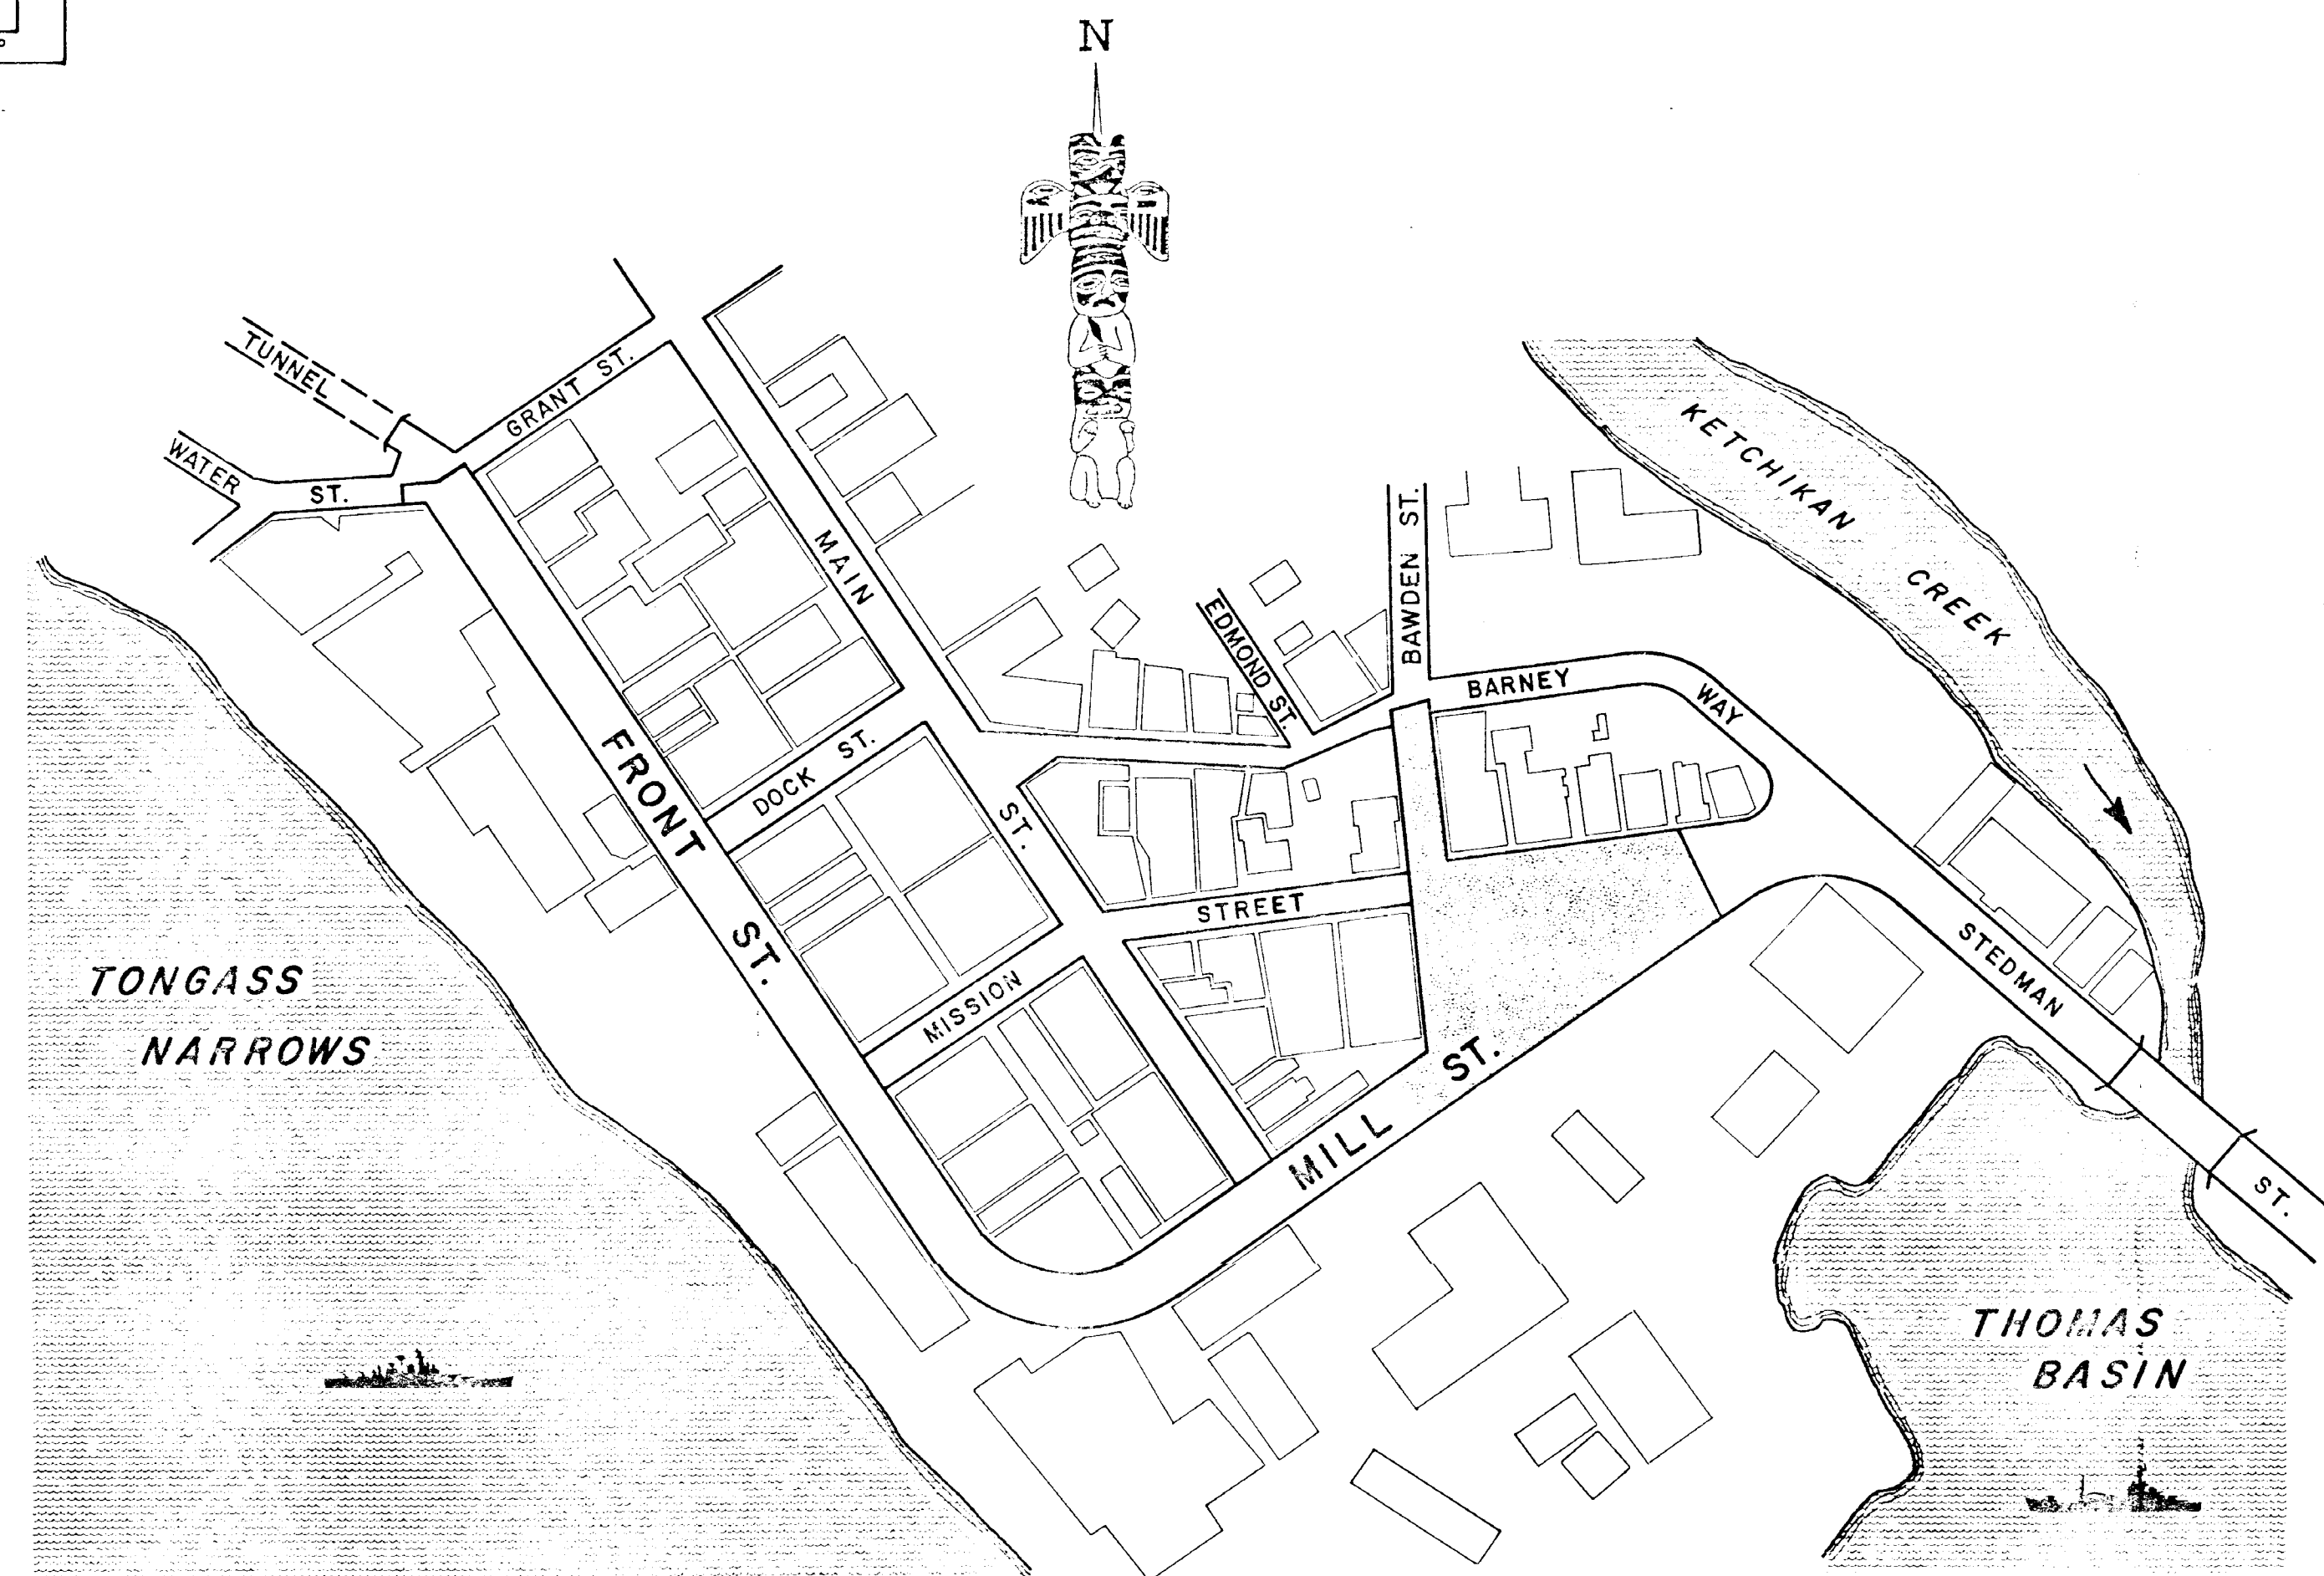 N
TUNNEL
GRANT ST.
WATER
ST.
MAIN
ST.
KETCHIKAN
CREEK
EDMOND ST.
BAWDEN ST.
BARNEY
WAY
FRONT
ST.
DOCK ST.
MISSION
STREET
STEDMAN
ST.
MILL
ST.
TONGASS
NARROWS
THOMAS
BASIN